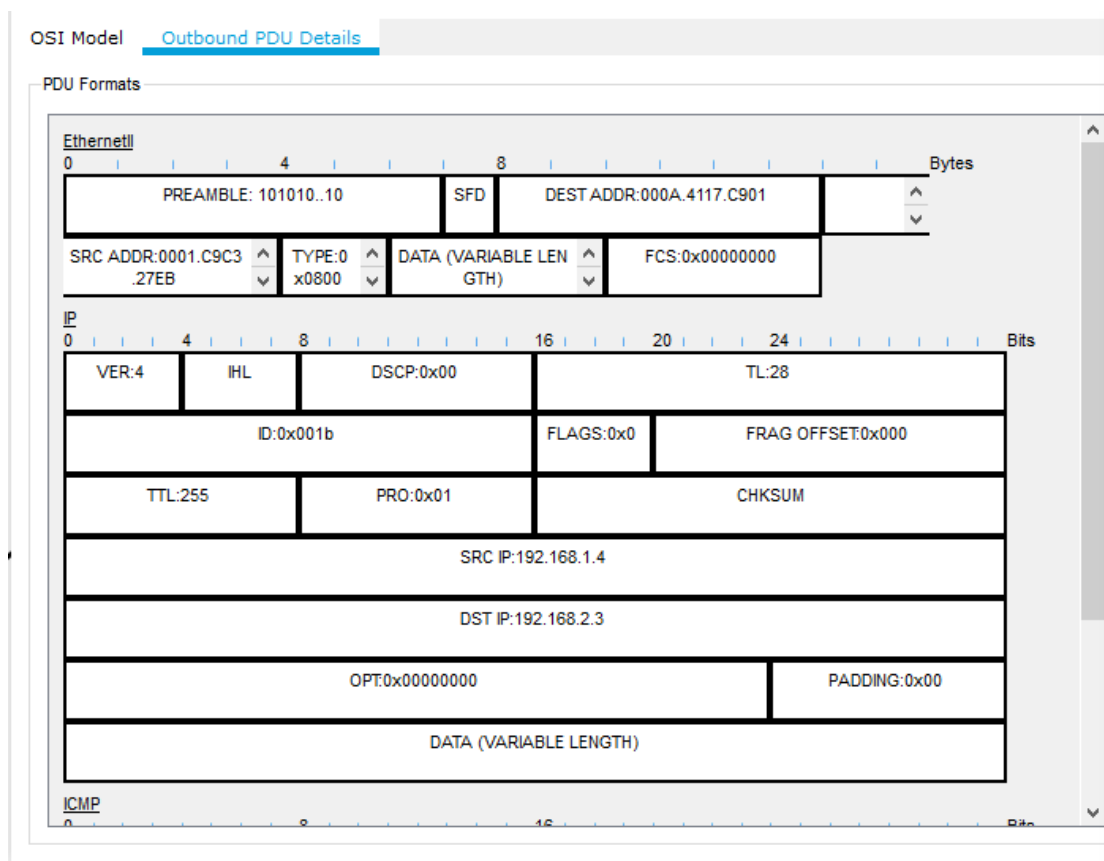 OSI Model Outbound PDU Details
PDU Formats
EthernetII
0 4 8 Bytes
PREAMBLE: 101010..10 SFD DEST ADDR:000A.4117.C901
SRC ADDR:0001.C9C3 TYPE:0 DATA (VARIABLE LEN FCS:0x00000000
.27EB x0800 GTH)
IP
0 4 8 16 20 24 Bits
VER:4 IHL DSCP:0x00 TL:28
ID:0x001b FLAGS:0x0 FRAG OFFSET:0x000
TTL:255 PRO:0x01 CHKSUM
SRC IP:192.168.1.4
DST IP:192.168.2.3
OPT:0x00000000 PADDING:0x00
DATA (VARIABLE LENGTH)
ICMP
0 8 16 Bits